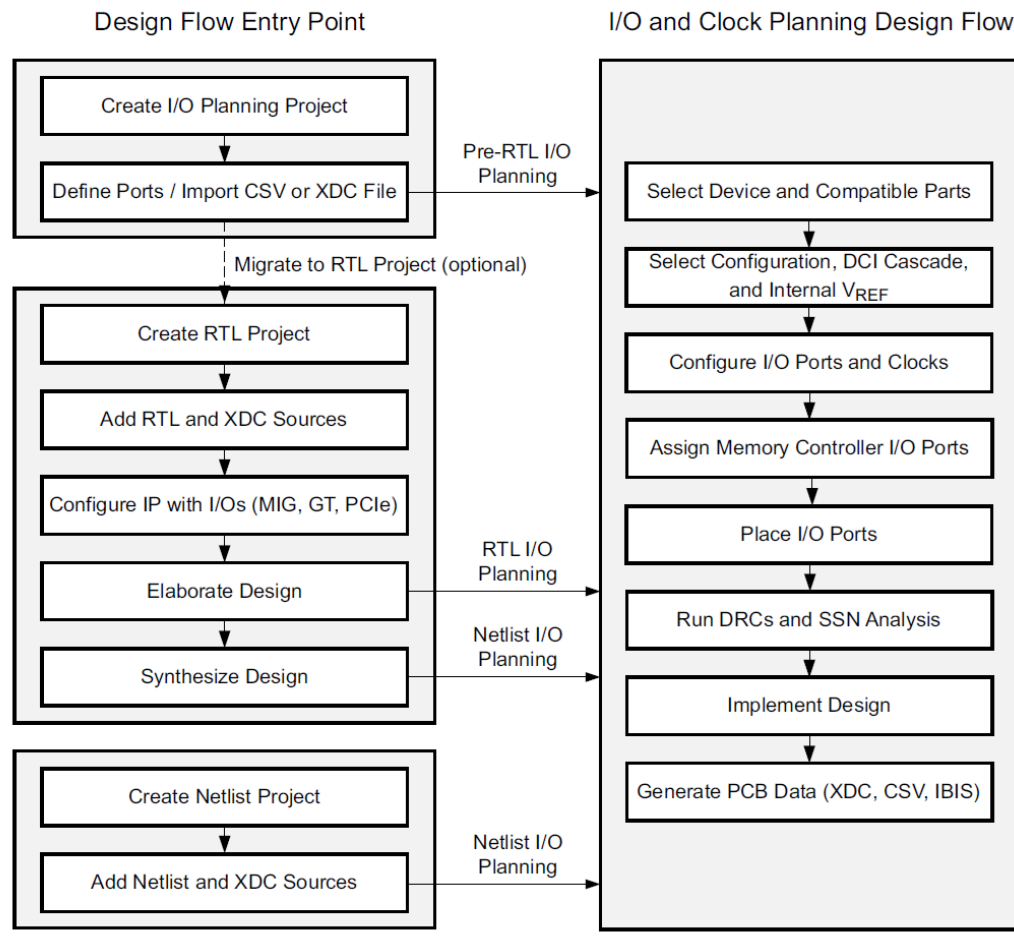 Design Flow Entry Point
I/O and Clock Planning Design Flow
Create I/O Planning Project
Define Ports / Import CSV or XDC File
Pre-RTL I/O
Planning
Migrate to RTL Project (optional)
Create RTL Project
Add RTL and XDC Sources
Configure IP with I/Os (MIG, GT, PCIe)
Elaborate Design
RTL I/O
Planning
Synthesize Design
Netlist I/O
Planning
Create Netlist Project
Add Netlist and XDC Sources
Netlist I/O
Planning
Select Device and Compatible Parts
Select Configuration, DCI Cascade,
and Internal VREF
Configure I/O Ports and Clocks
Assign Memory Controller I/O Ports
Place I/O Ports
Run DRCs and SSN Analysis
Implement Design
Generate PCB Data (XDC, CSV, IBIS)